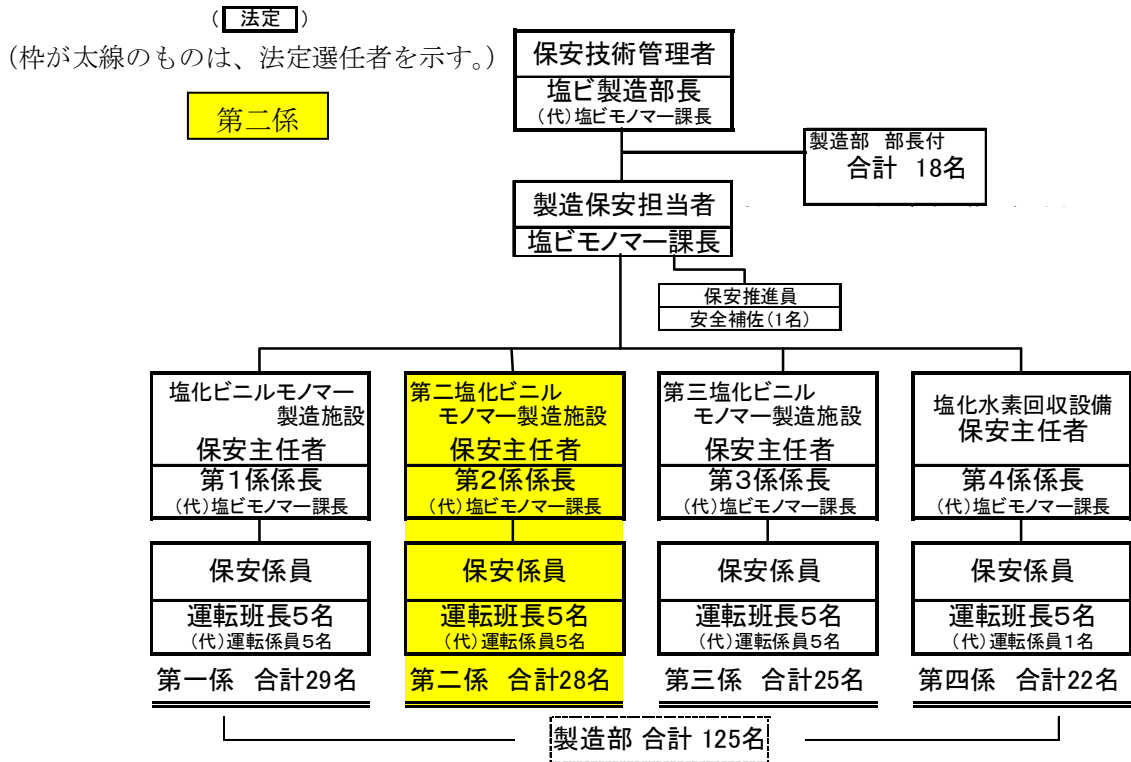 ( 法定 )
(枠が太線のものは、法定選任者を示す。)
第二係
保安技術管理者
塩ビ製造部長
(代)塩ビモノマー課長
製造部 部長付
合計 18名
製造保安担当者
塩ビモノマー課長
保安推進員
安全補佐(1名)
塩化ビニルモノマー
製造施設
保安主任者
第1係係長
(代)塩ビモノマー課長
第二塩化ビニル
モノマー製造施設
保安主任者
第2係係長
(代)塩ビモノマー課長
第三塩化ビニル
モノマー製造施設
保安主任者
第3係係長
(代)塩ビモノマー課長
塩化水素回収設備
保安主任者
第4係係長
(代)塩ビモノマー課長
保安係員
運転班長5名
(代)運転係員5名
保安係員
運転班長5名
(代)運転係員5名
保安係員
運転班長5名
(代)運転係員5名
保安係員
運転班長5名
(代)運転係員1名
第一係 合計29名
第二係 合計28名
第三係 合計25名
第四係 合計22名
製造部 合計 125名